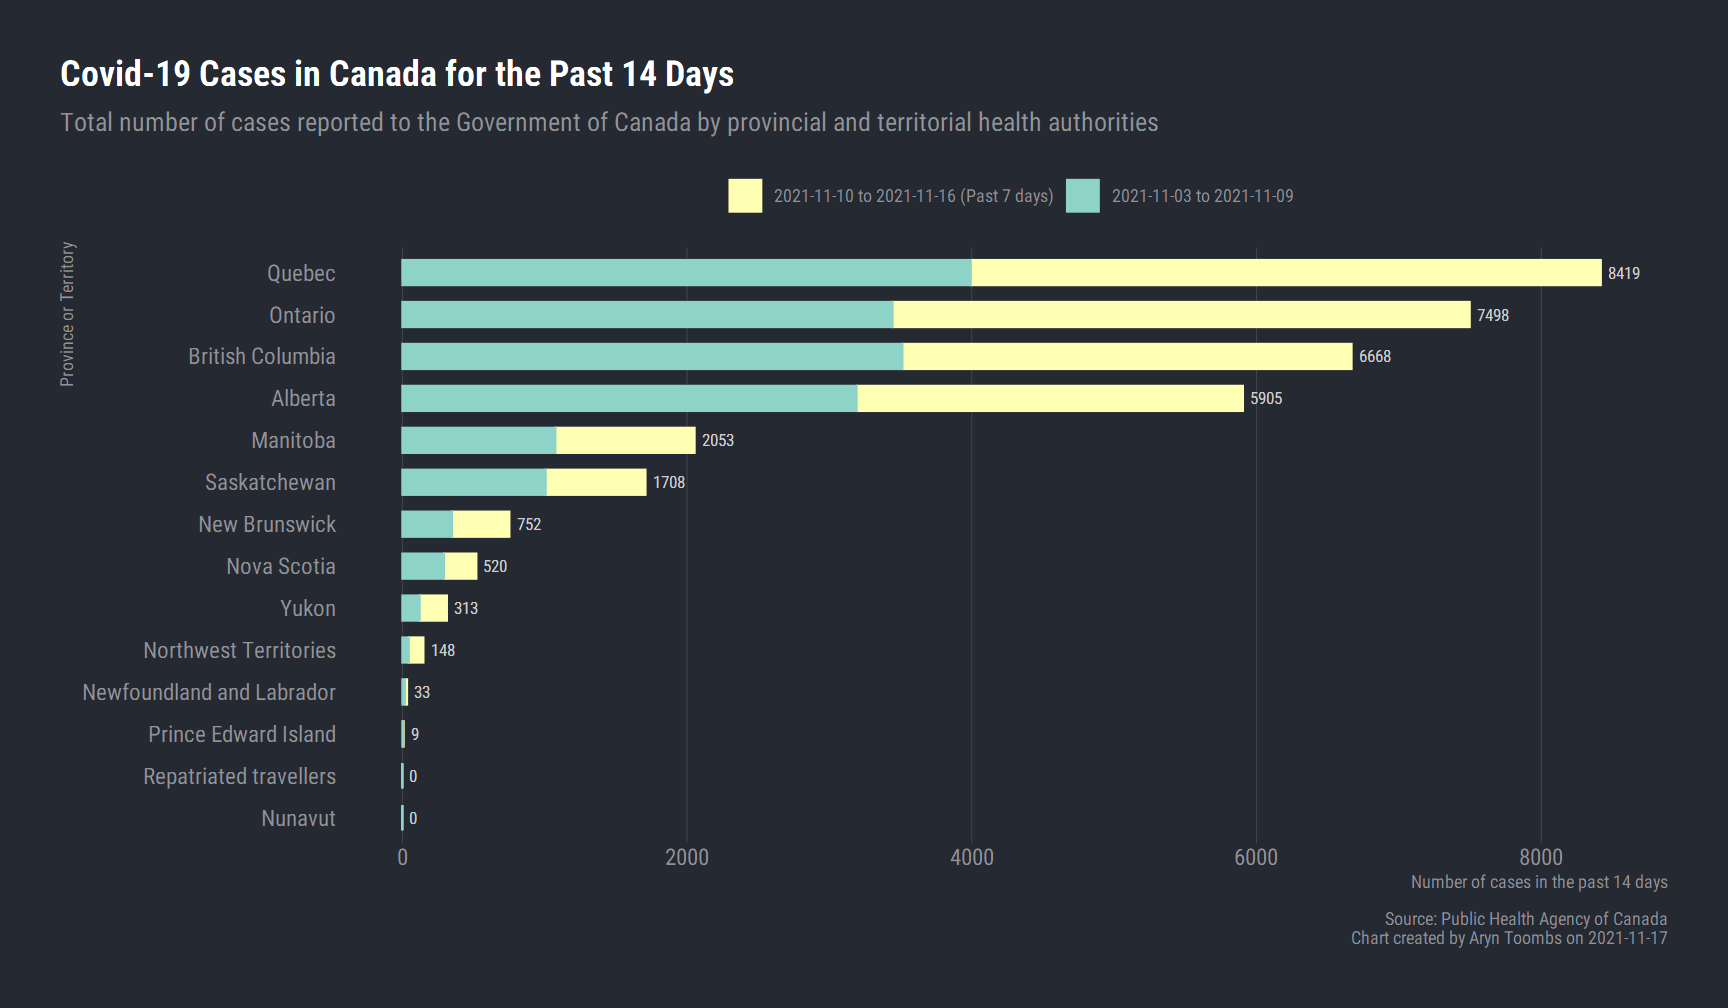 Covid-19 Cases in Canada for the Past 14 Days
Total number of cases reported to the Government of Canada by provincial and territorial health authorities
2021-11-10 to 2021-11-16 (Past 7 days)
2021-11-03 to 2021-11-09
Province or Territory
Quebec 8419
Ontario 7498
British Columbia 6668
Alberta 5905
Manitoba 2053
Saskatchewan 1708
New Brunswick 752
Nova Scotia 520
Yukon 313
Northwest Territories 148
Newfoundland and Labrador 33
Prince Edward Island 9
Repatriated travellers 0
Nunavut 0
0 2000 4000 6000 8000
Number of cases in the past 14 days
Source: Public Health Agency of Canada
Chart created by Aryn Toombs on 2021-11-17